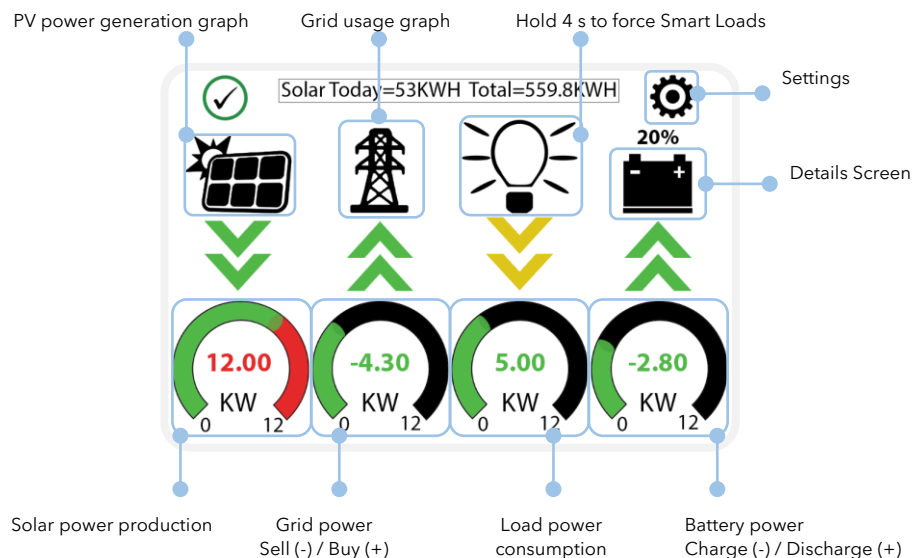 PV power generation graph
Grid usage graph
Hold 4 s to force Smart Loads
Solar Today=53KWH Total=559.8KWH
Settings
20%
- +
Details Screen
12.00
KW
0 12
-4.30
KW
0 12
5.00
KW
0 12
-2.80
KW
0 12
Solar power production
Grid power
Sell (-) / Buy (+)
Load power
consumption
Battery power
Charge (-) / Discharge (+)